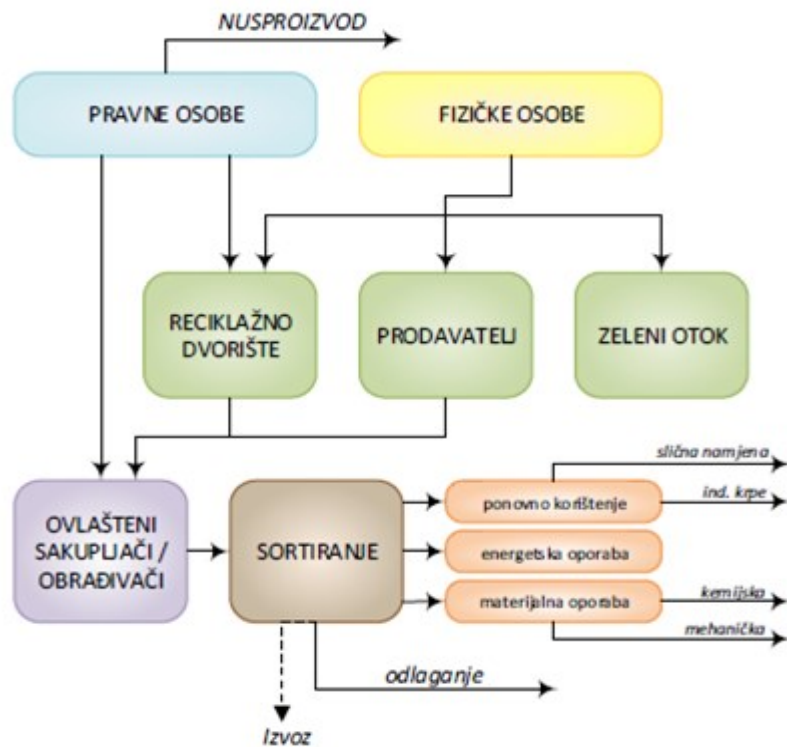 NUSPROIZVOD
PRAVNE OSOBE
FIZIČKE OSOBE
RECIKLAŽNO
DVORIŠTE
PRODAVATELJ
ZELENI OTOK
slična namjena
OVLAŠTENI
SAKUPLJAČI /
OBRAĐIVAČI
SORTIRANJE
ponovno korištenje
ind. krpe
energetska oporaba
materijalna oporaba
kemijska
mehanička
odlaganje
Izvoz